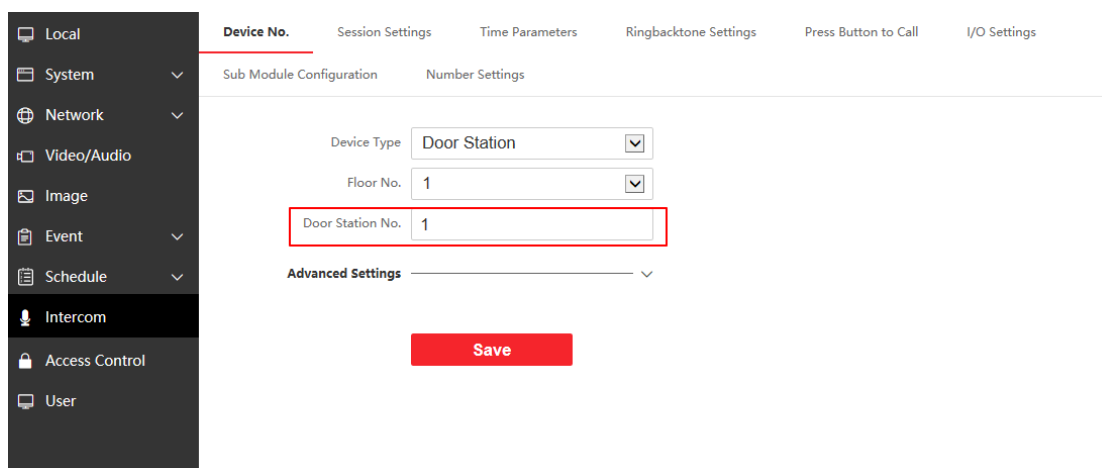 Local
System
Network
Video/Audio
Image
Event
Schedule
Intercom
Access Control
User
Device No. Session Settings Time Parameters Ringbacktone Settings Press Button to Call I/O Settings
Sub Module Configuration Number Settings
Device Type Door Station
Floor No. 1
Door Station No. 1
Advanced Settings
Save